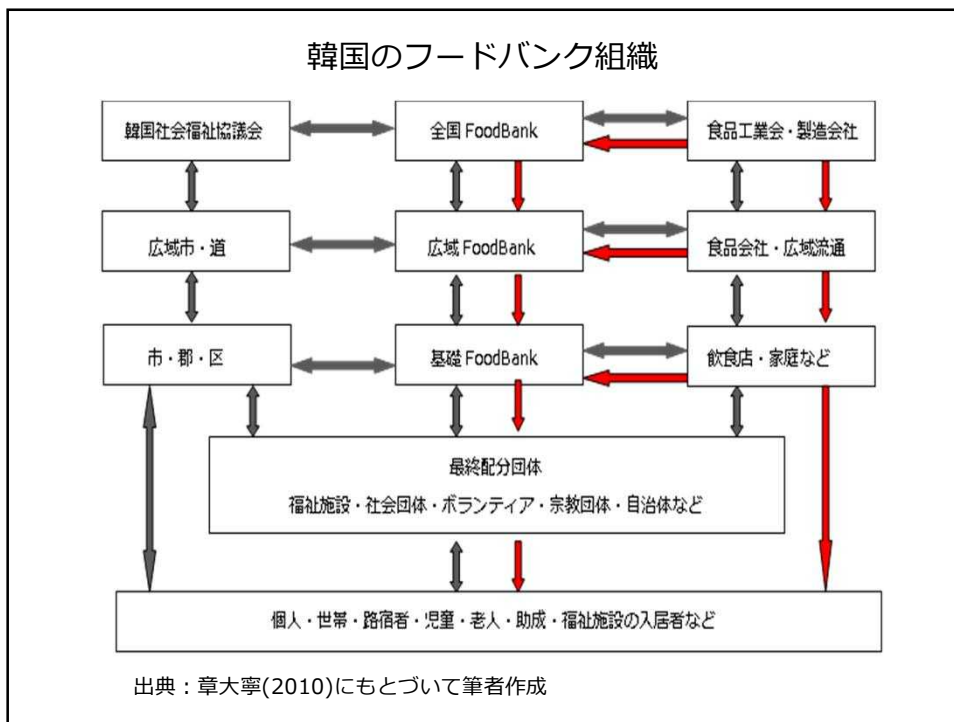 韓国のフードバンク組織
韓国社会福祉協議会
全国 FoodBank
食品工業会・製造会社
広域市・道
広域 FoodBank
食品会社・広域流通
市・郡・区
基礎 FoodBank
飲食店・家庭など
最終配分団体
福祉施設・社会団体・ボランティア・宗教団体・自治体など
個人・世帯・路宿者・児童・老人・助成・福祉施設の入居者など
出典：章大寧(2010)にもとづいて筆者作成